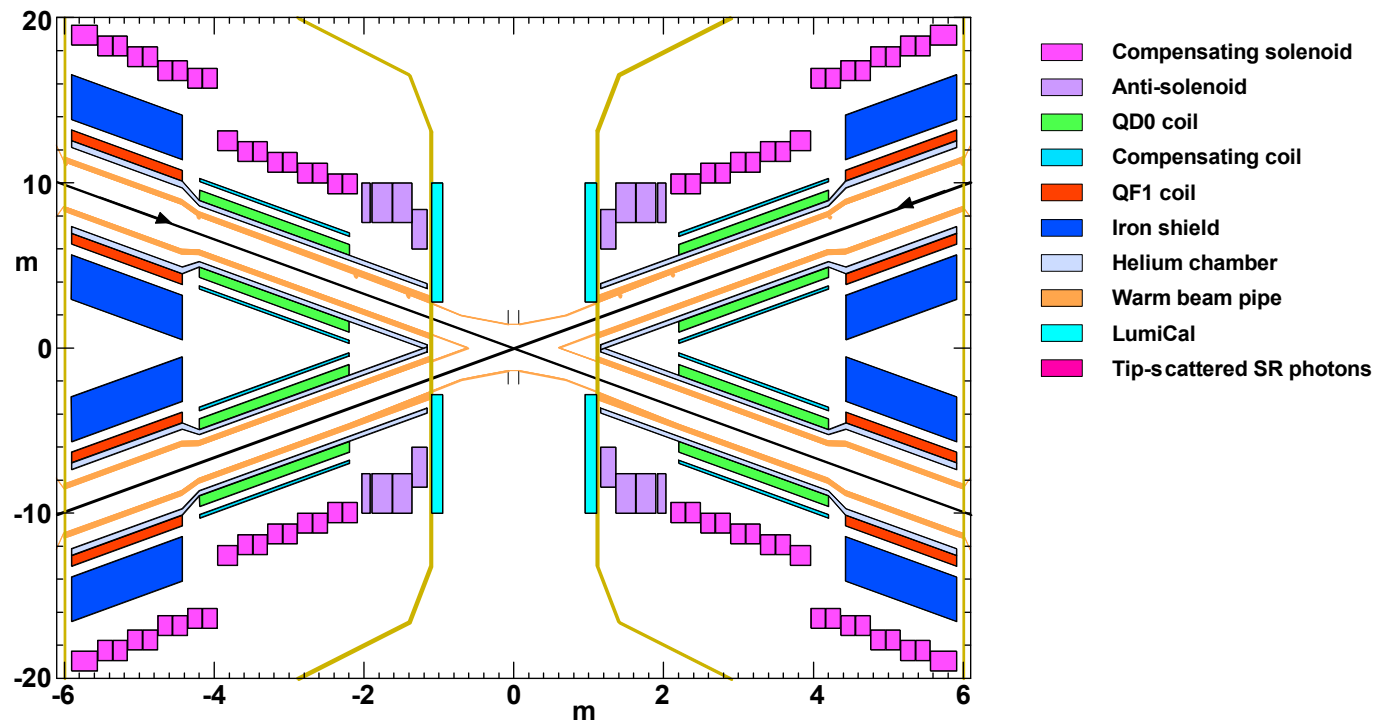 20
10
m
0
-10
-20
-6
-4
-2
0
2
4
6
m
Compensating solenoid
Anti-solenoid
QD0 coil
Compensating coil
QF1 coil
Iron shield
Helium chamber
Warm beam pipe
LumiCal
Tip-scattered SR photons